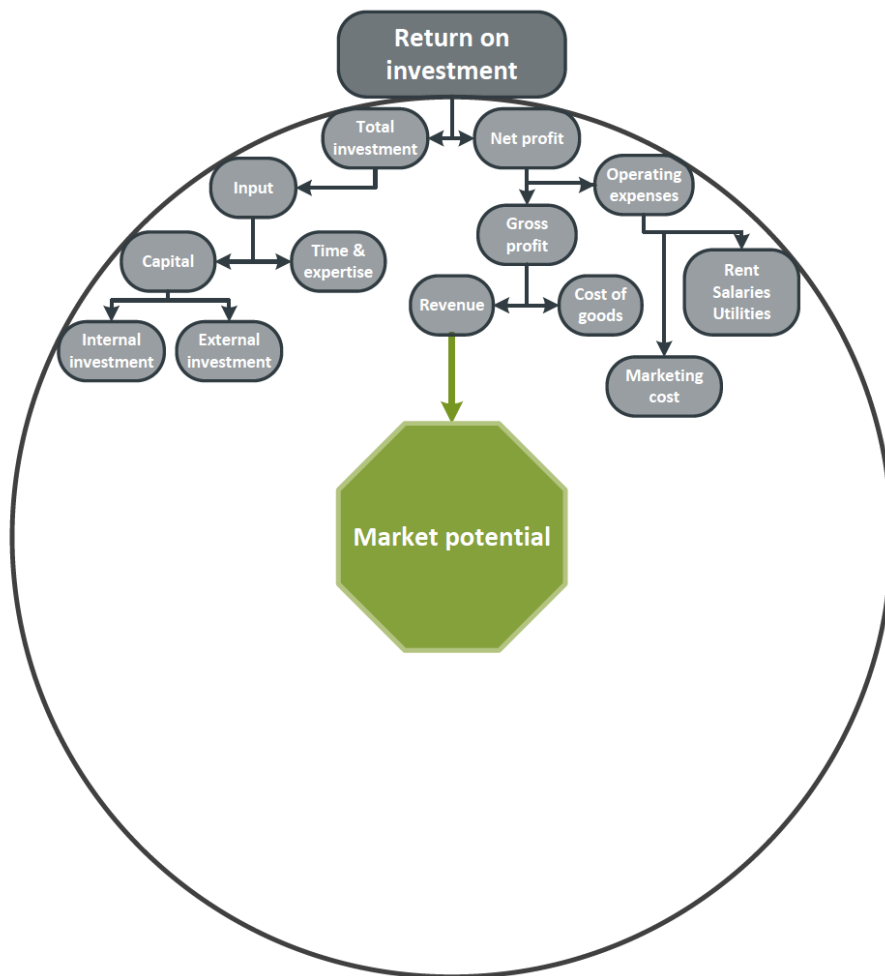 Return on
investment
Total
investment
Net profit
Input
Operating
expenses
Gross
profit
Capital
Time &
expertise
Rent
Salaries
Utilities
Revenue
Cost of
goods
Internal
investment
External
investment
Marketing
cost
Market potential